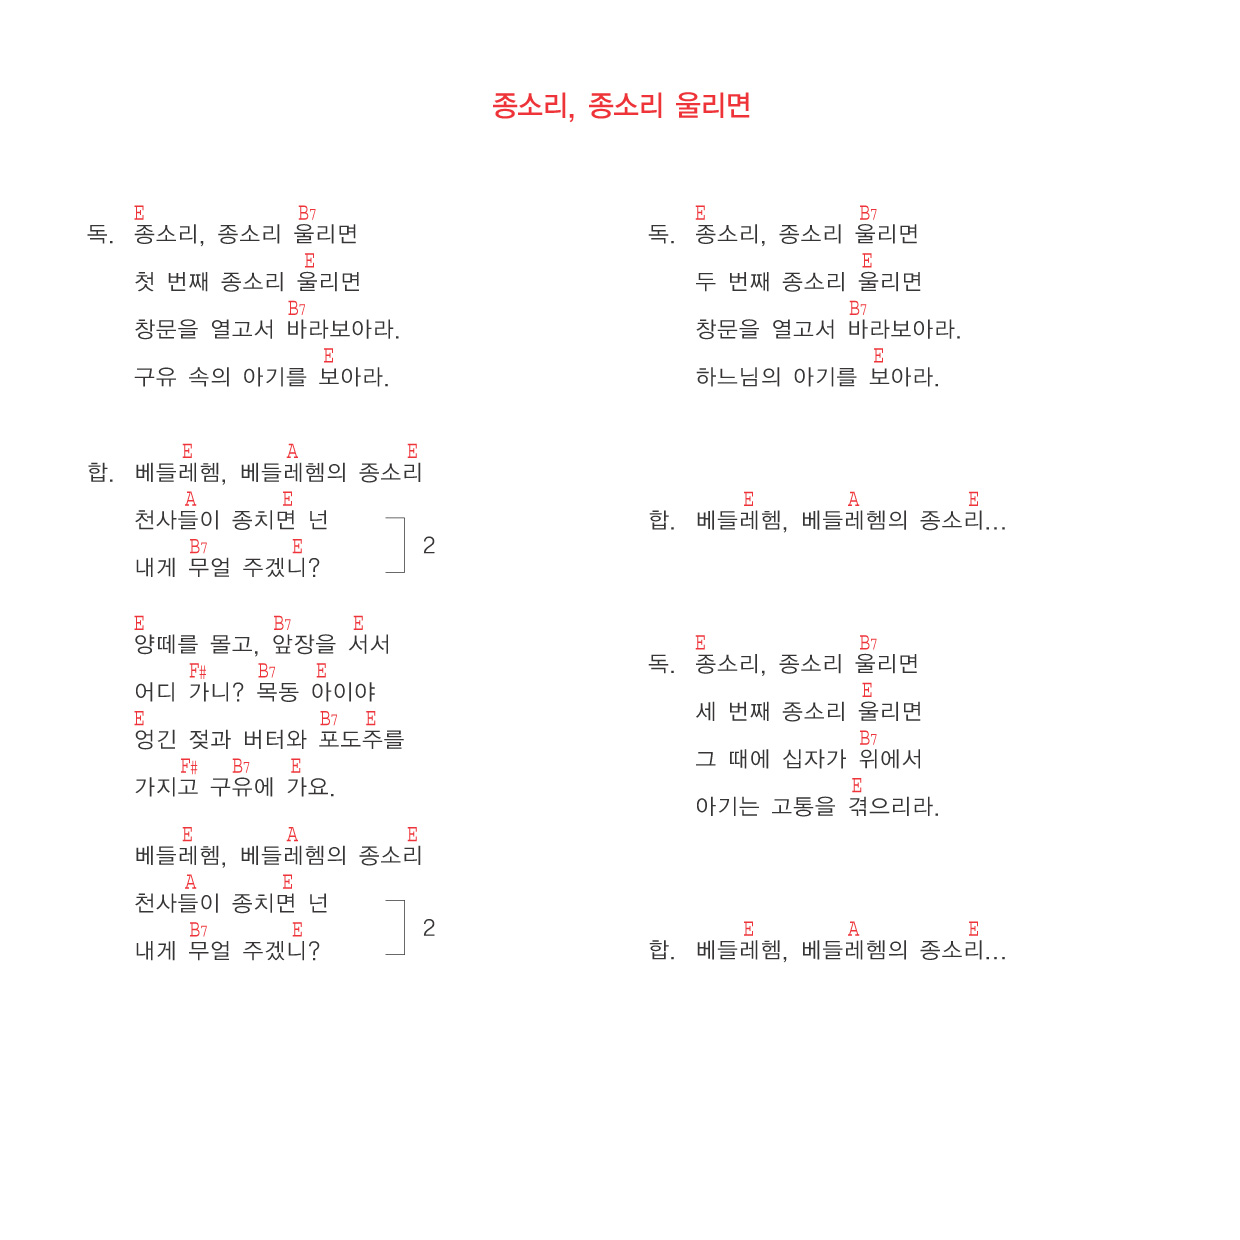 종소리, 종소리 울리면
E B7
독. 종소리, 종소리 울리면
E
첫 번째 종소리 울리면
B7
창문을 열고서 바라보아라.
E
구유 속의 아기를 보아라.
E A E
합. 베들레헴, 베들레헴의 종소리
A E
천사들이 종치면 넌
B7 E
내게 무얼 주겠니?
2
E B7 E
양떼를 몰고, 앞장을 서서
F# B7 E
어디 가니? 목동 아이야
E B7 E
엉긴 젖과 버터와 포도주를
F# B7 E
가지고 구유에 가요.
E A E
베들레헴, 베들레헴의 종소리
A E
천사들이 종치면 넌
B7 E
내게 무얼 주겠니?
2
E B7
독. 종소리, 종소리 울리면
E
두 번째 종소리 울리면
B7
창문을 열고서 바라보아라.
E
하느님의 아기를 보아라.
E A E
합. 베들레헴, 베들레헴의 종소리...
E B7
독. 종소리, 종소리 울리면
E
세 번째 종소리 울리면
B7
그 때에 십자가 위에서
E
아기는 고통을 겪으리라.
E A E
합. 베들레헴, 베들레헴의 종소리...